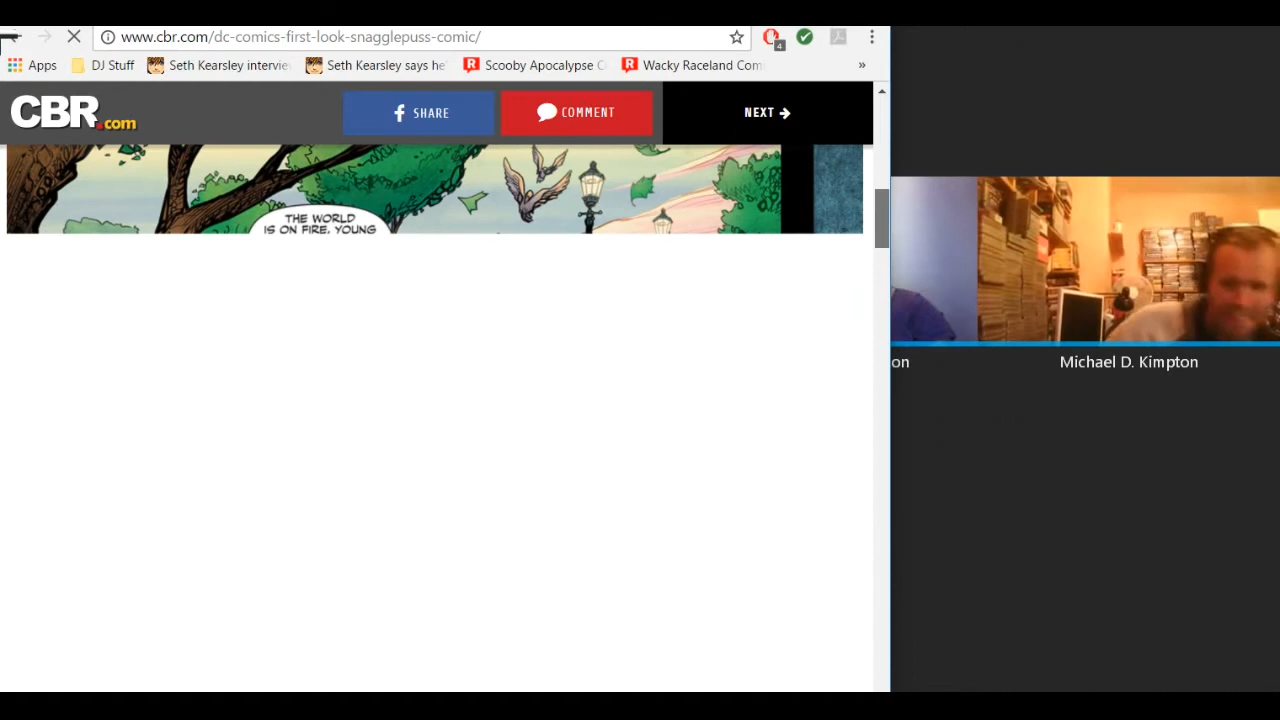 www.cbr.com/dc-comics-first-look-snagglepuss-comic/
4
Apps DJ Stuff Seth Kearsley intervie Seth Kearsley says he Scooby Apocalypse C Wacky Raceland Com »
CBR.com f SHARE COMMENT NEXT →
THE WORLD
IS ON FIRE, YOUNG
on Michael D. Kimpton